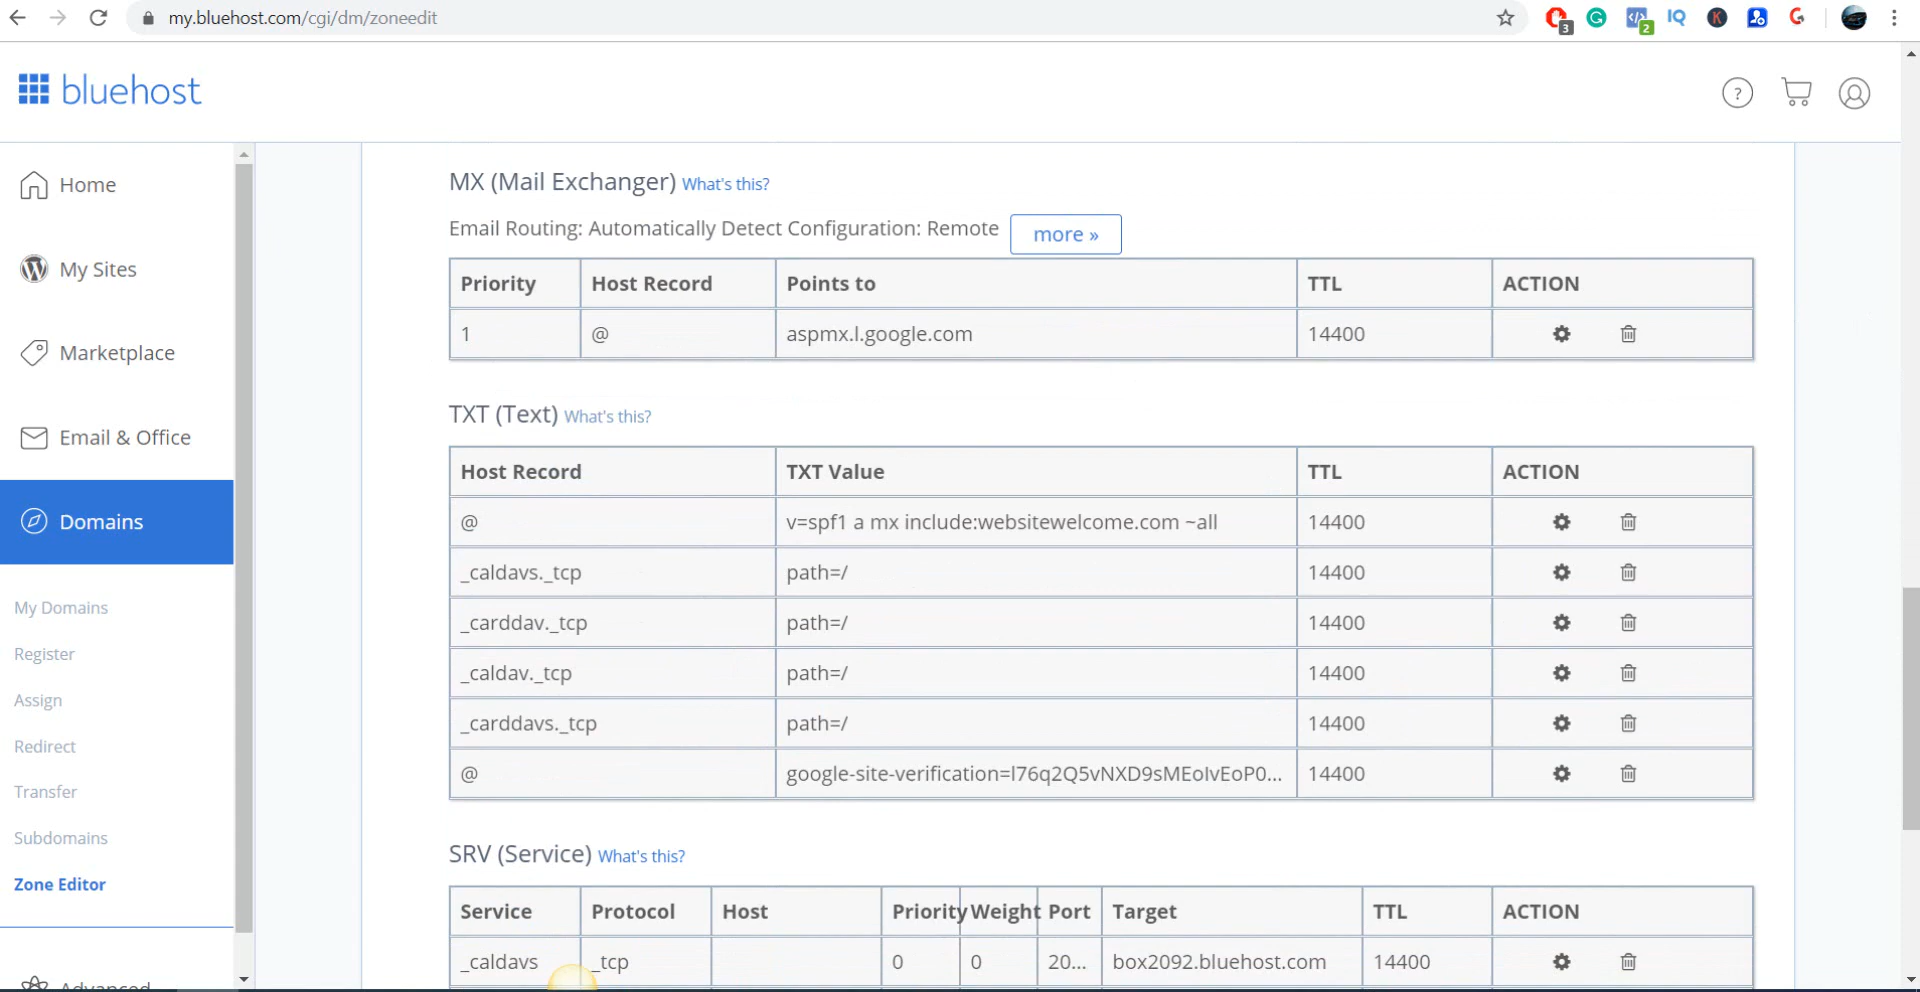 my.bluehost.com/cgi/dm/zoneedit
3
2
IQ
K
bluehost
?
Home
My Sites
Marketplace
Email & Office
Domains
My Domains
Register
Assign
Redirect
Transfer
Subdomains
Zone Editor
Advanced
MX (Mail Exchanger) What's this?
Email Routing: Automatically Detect Configuration: Remote more »
Priority Host Record Points to TTL ACTION
1 @ aspmx.l.google.com 14400
TXT (Text) What's this?
Host Record TXT Value TTL ACTION
@ v=spf1 a mx include:websitewelcome.com ~all 14400
_caldavs._tcp path=/ 14400
_carddav._tcp path=/ 14400
_caldav._tcp path=/ 14400
_carddavs._tcp path=/ 14400
@ google-site-verification=l76q2Q5vNXD9sMEoIvEoP0... 14400
SRV (Service) What's this?
Service Protocol Host Priority Weight Port Target TTL ACTION
_caldavs _tcp 0 0 20... box2092.bluehost.com 14400